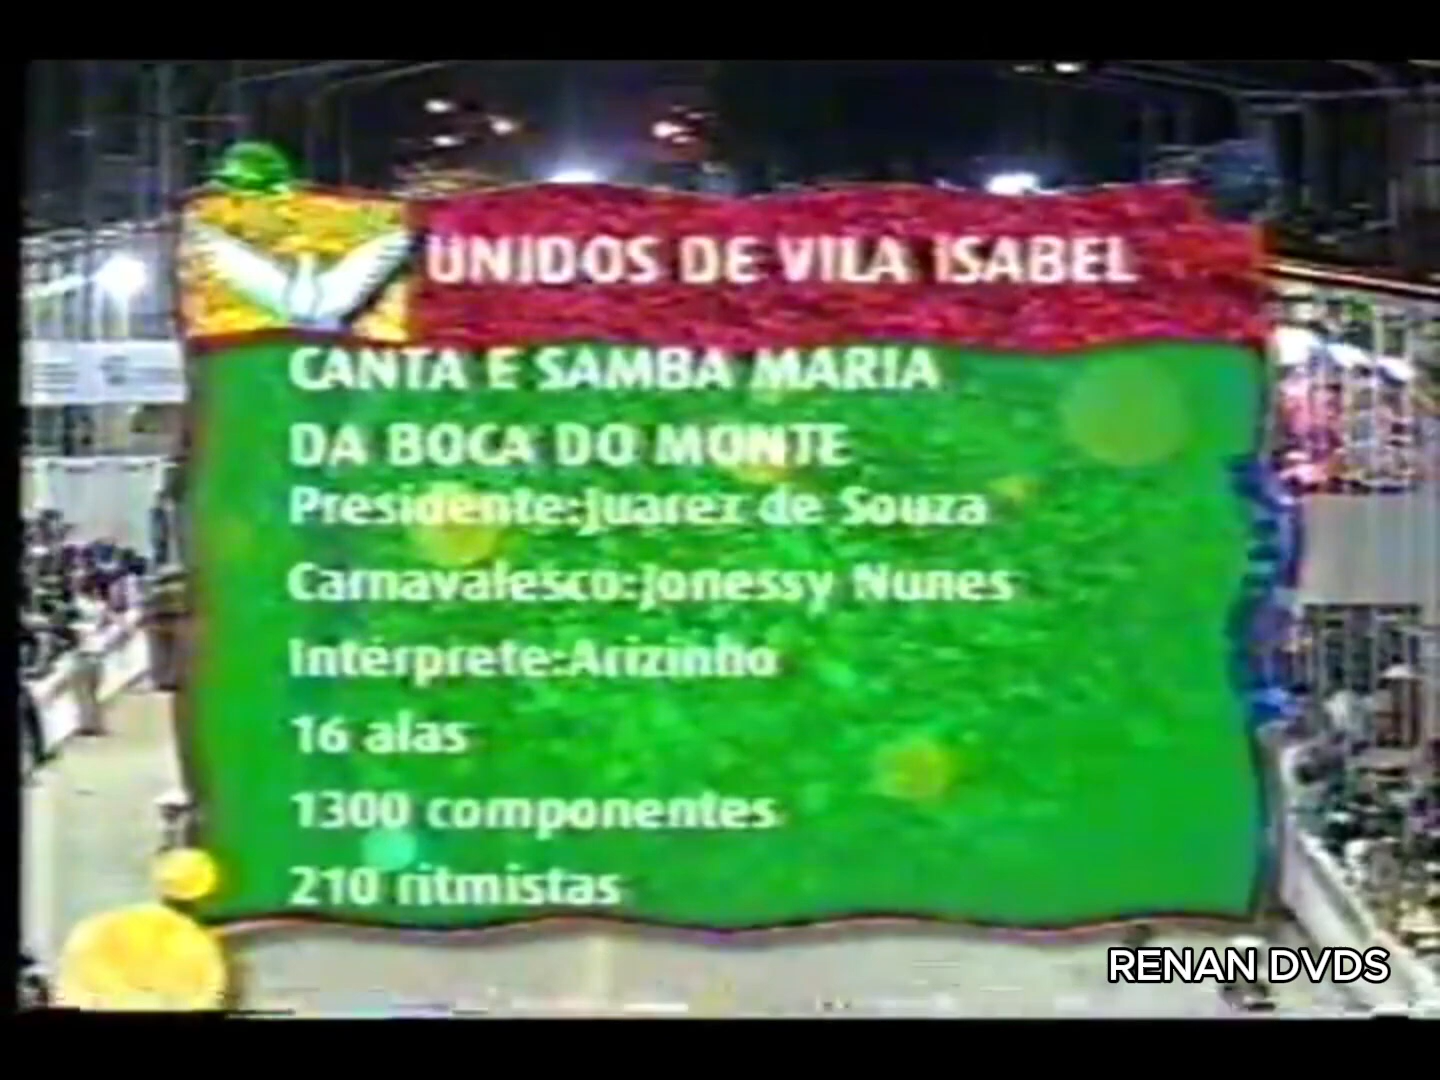 UNIDOS DE VILA ISABEL
CANTA E SAMBA MARIA
DA BOCA DO MONTE
Presidente:Juarez de Souza
Carnavalesco:Jonessy Nunes
Intérprete:Arizinho
16 alas
1300 componentes
210 ritmistas
RENAN DVDS